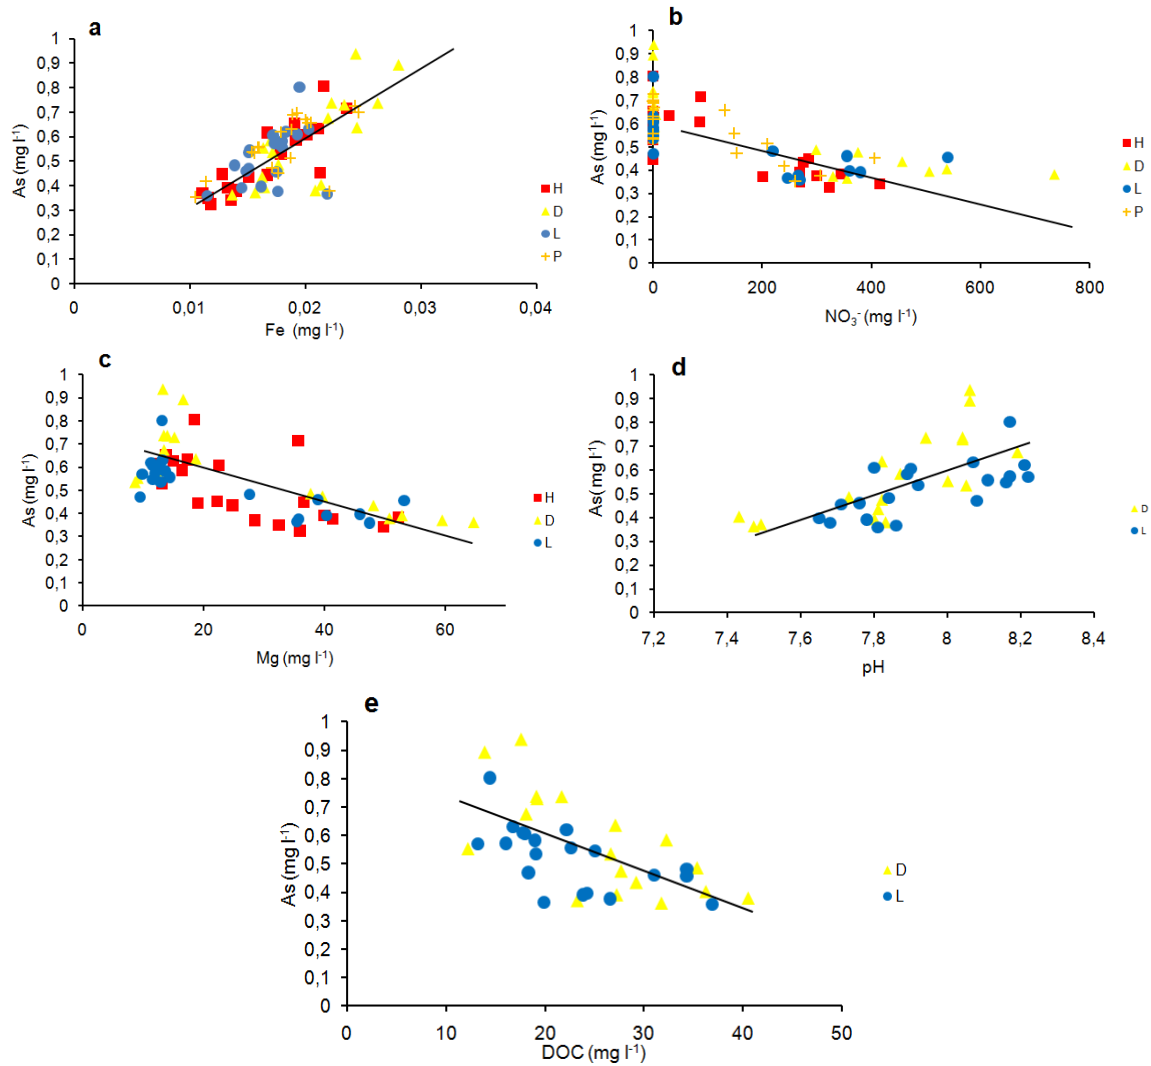 a
As (mg l-1)
1
0,9
0,8
0,7
0,6
0,5
0,4
0,3
0,2
0,1
0
0 0,01 0,02 0,03 0,04
Fe (mg l-1)
H
D
L
P
b
As (mg l-1)
1
0,9
0,8
0,7
0,6
0,5
0,4
0,3
0,2
0,1
0
0 200 400 600 800
NO3- (mg l-1)
H
D
L
P
c
As (mg l-1)
1
0,9
0,8
0,7
0,6
0,5
0,4
0,3
0,2
0,1
0
0 20 40 60
Mg (mg l-1)
H
D
L
d
As (mg l-1)
1
0,9
0,8
0,7
0,6
0,5
0,4
0,3
0,2
0,1
0
7,2 7,4 7,6 7,8 8 8,2 8,4
pH
D
L
e
As (mg l-1)
1
0,9
0,8
0,7
0,6
0,5
0,4
0,3
0,2
0,1
0
0 10 20 30 40 50
DOC (mg l-1)
D
L